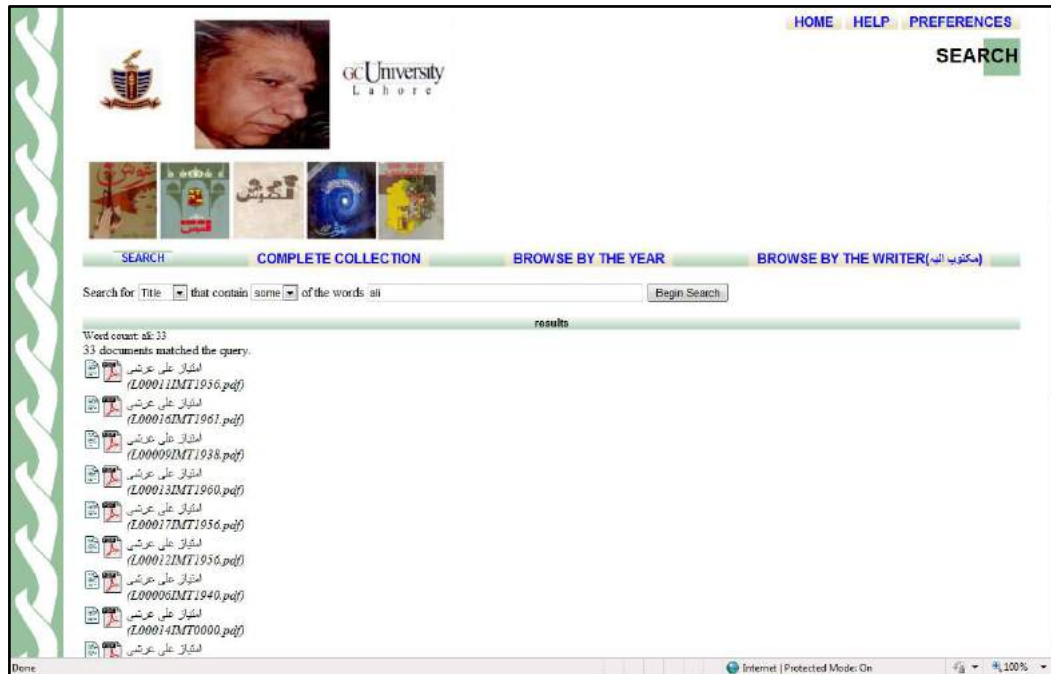 HOME HELP PREFERENCES
SEARCH
GC University
Lahore
نقوش
SEARCH COMPLETE COLLECTION BROWSE BY THE YEAR BROWSE BY THE WRITER(مکتوب الیہ)
Search for Title that contain some of the words ali Begin Search
results
Word count: ali: 33
33 documents matched the query.
امتیاز علی عرشی
(L00011IMT1956.pdf)
امتیاز علی عرشی
(L00016IMT1961.pdf)
امتیاز علی عرشی
(L00009IMT1938.pdf)
امتیاز علی عرشی
(L00013IMT1960.pdf)
امتیاز علی عرشی
(L00017IMT1956.pdf)
امتیاز علی عرشی
(L00012IMT1956.pdf)
امتیاز علی عرشی
(L00006IMT1940.pdf)
امتیاز علی عرشی
(L00014IMT0000.pdf)
امتیاز علی عرشی
Done Internet | Protected Mode: On 100%